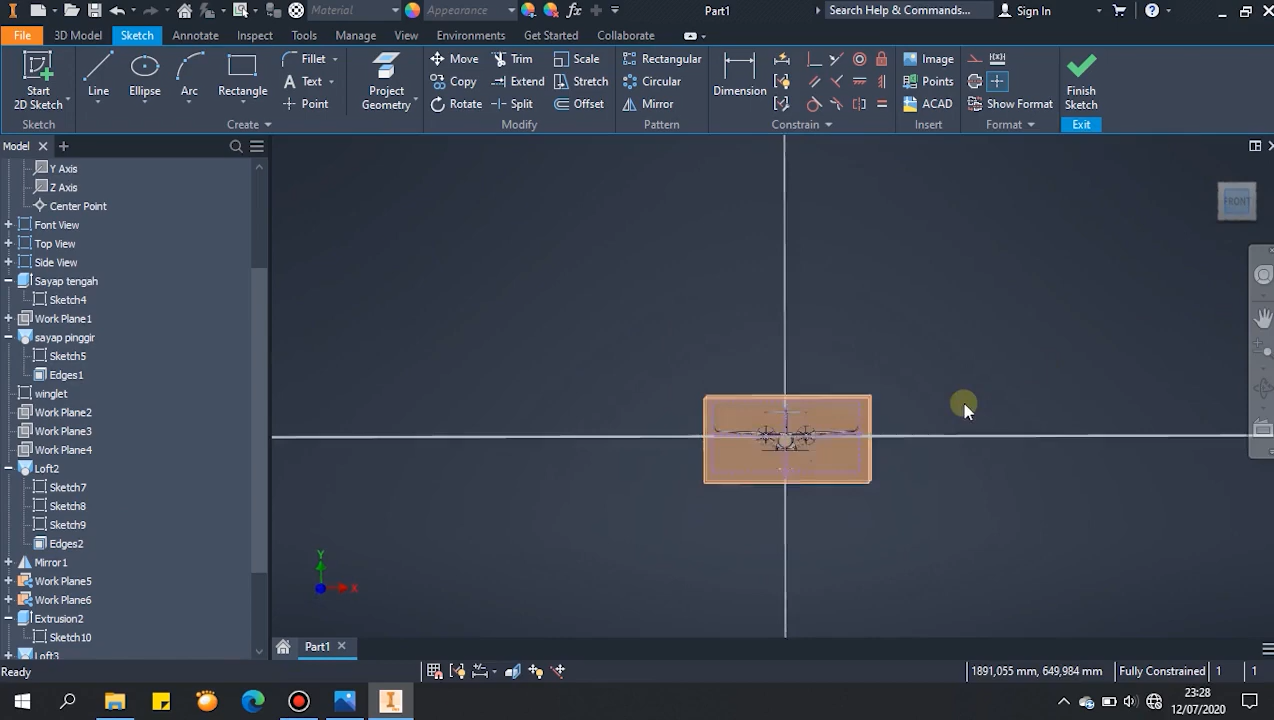 Material
Appearance
Part1
Search Help & Commands...
Sign In
File
3D Model
Sketch
Annotate
Inspect
Tools
Manage
View
Environments
Get Started
Collaborate
Start
2D Sketch
Line
Ellipse
Arc
Rectangle
Fillet
Text
Point
Project
Geometry
Move
Copy
Rotate
Trim
Extend
Split
Scale
Stretch
Offset
Rectangular
Circular
Mirror
Dimension
Image
Points
ACAD
Show Format
Finish
Sketch
Sketch
Create
Modify
Pattern
Constrain
Insert
Format
Exit
Model
Y Axis
Z Axis
Center Point
Font View
Top View
Side View
Sayap tengah
Sketch4
Work Plane1
sayap pinggir
Sketch5
Edges1
winglet
Work Plane2
Work Plane3
Work Plane4
Loft2
Sketch7
Sketch8
Sketch9
Edges2
Mirror1
Work Plane5
Work Plane6
Extrusion2
Sketch10
Loft3
FRONT
Y
X
Part1
Ready
1891,055 mm, 649,984 mm
Fully Constrained
1
1
23:28
12/07/2020